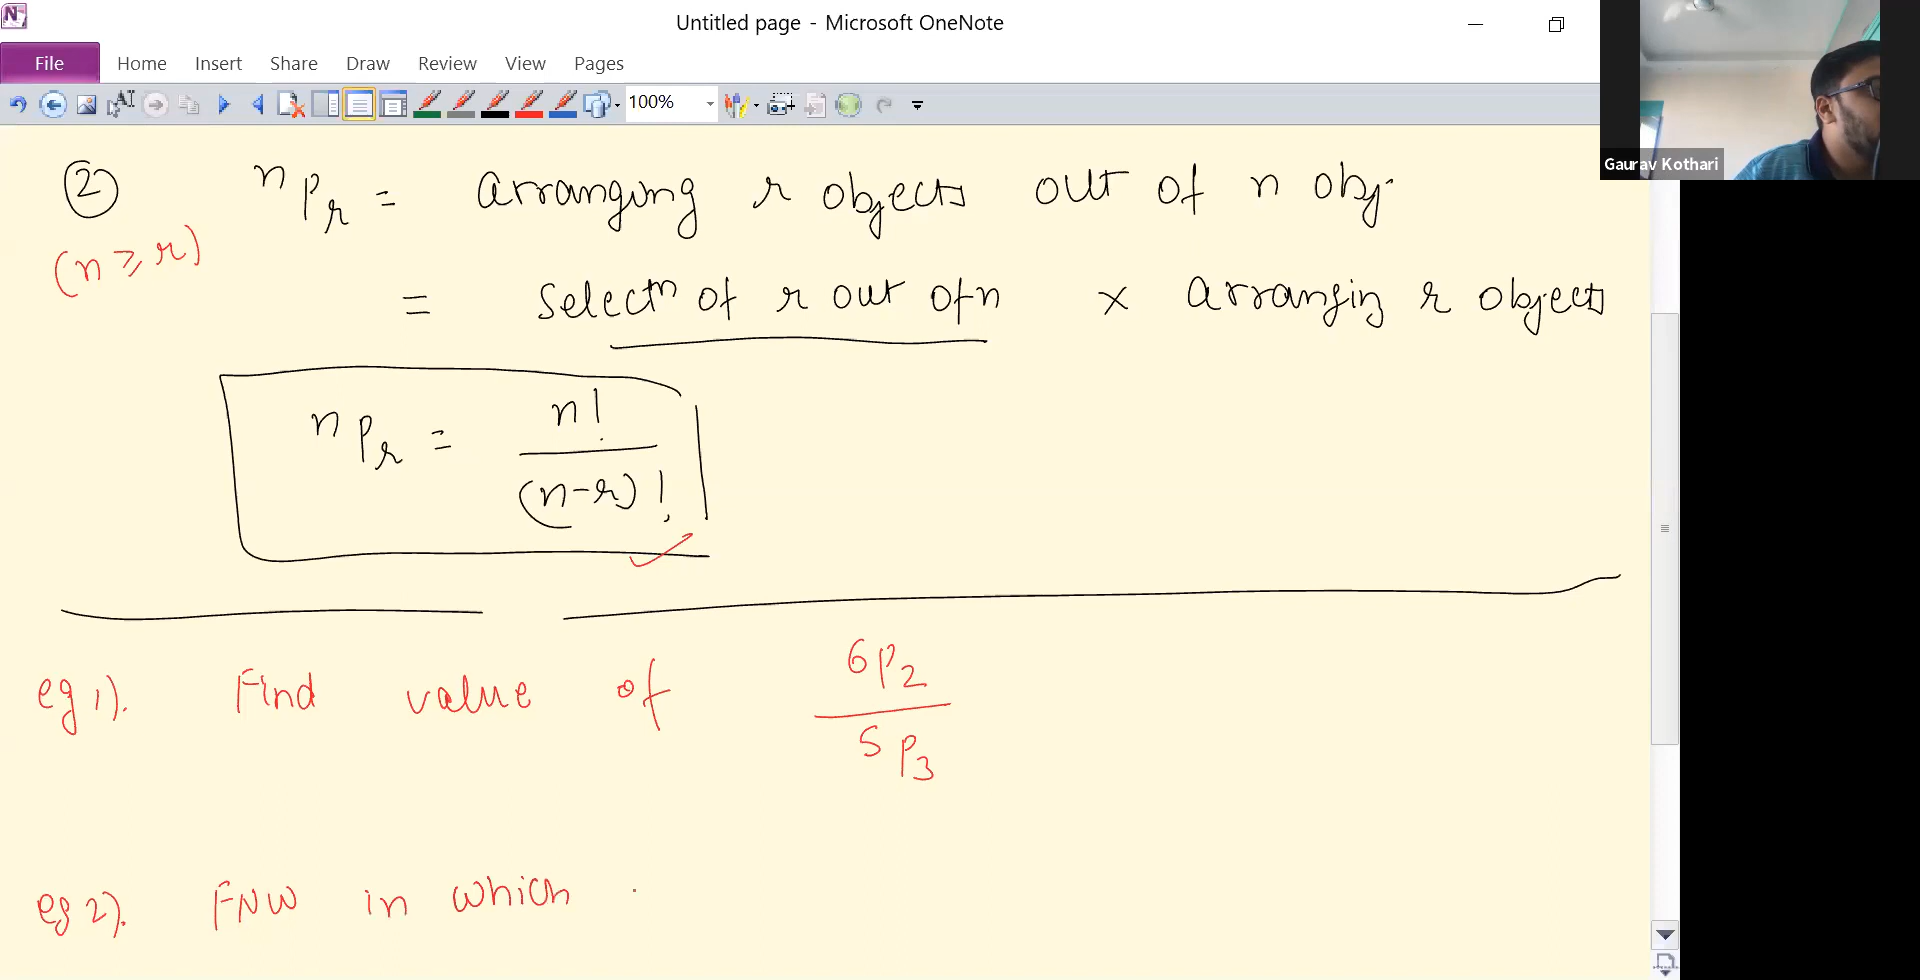 Untitled page - Microsoft OneNote
File Home Insert Share Draw Review View Pages
100%
Gaurav Kothari
② ⁿPᵣ = arranging r objects out of n obj.
(n ≥ r)
= selectⁿ of r out of n × arranging r objects
ⁿPᵣ = n! / (n-r)!
eg 1). Find value of ⁶P₂ / ⁵P₃
eg 2). FNW in which